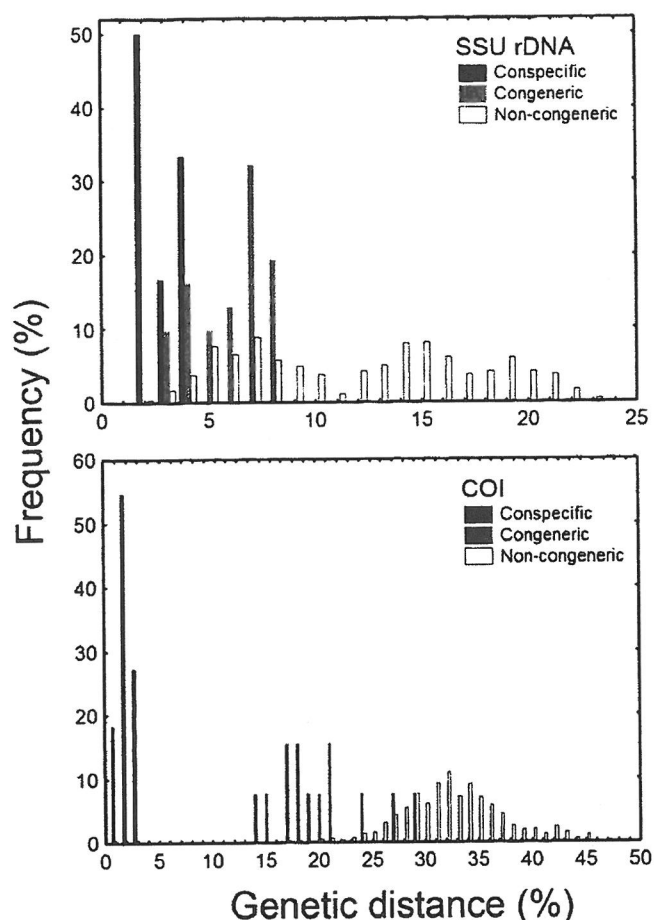 SSU rDNA
Conspecific
Congeneric
Non-congeneric
50
40
30
20
10
0
0 5 10 15 20 25
Frequency (%)
COI
Conspecific
Congeneric
Non-congeneric
60
50
40
30
20
10
0
0 5 10 15 20 25 30 35 40 45 50
Genetic distance (%)